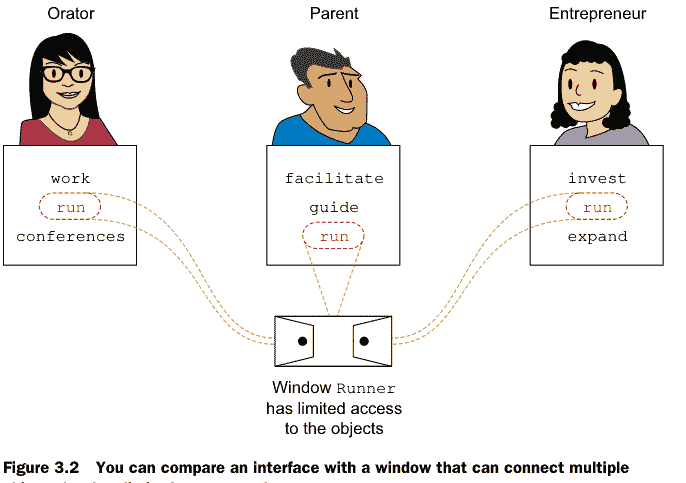 Orator Parent Entrepreneur
work facilitate invest
run guide run
conferences run expand
Window Runner
has limited access
to the objects
Figure 3.2 You can compare an interface with a window that can connect multiple